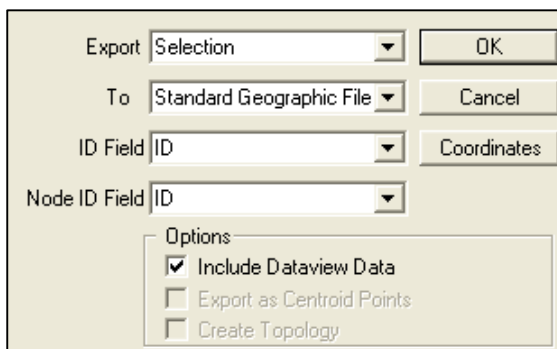 Export Selection OK
To Standard Geographic File Cancel
ID Field ID Coordinates
Node ID Field ID
Options
Include Dataview Data
Export as Centroid Points
Create Topology